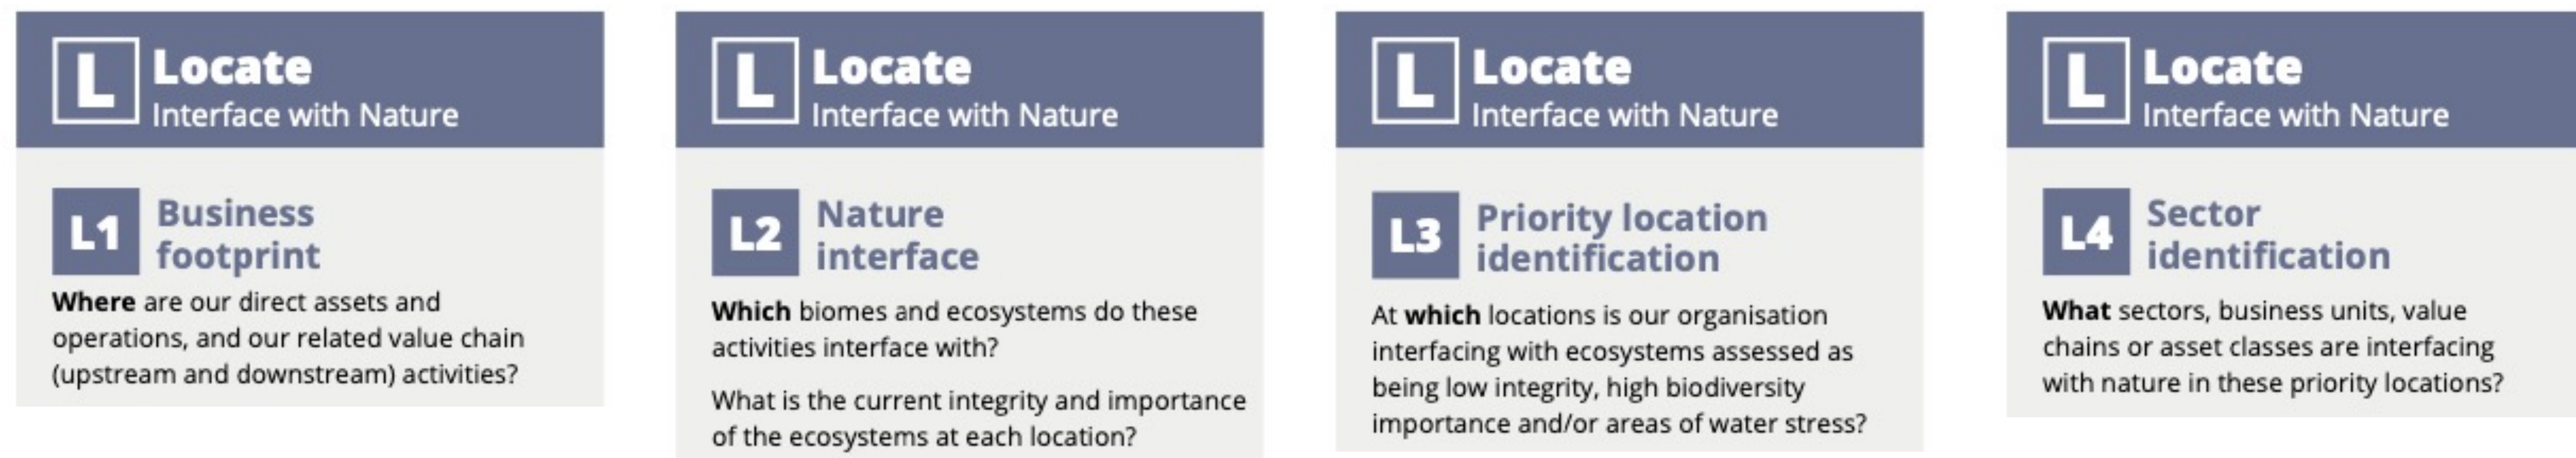 L Locate
Interface with Nature
L1 Business
footprint
Where are our direct assets and
operations, and our related value chain
(upstream and downstream) activities?
L Locate
Interface with Nature
L2 Nature
interface
Which biomes and ecosystems do these
activities interface with?
What is the current integrity and importance
of the ecosystems at each location?
L Locate
Interface with Nature
L3 Priority location
identification
At which locations is our organisation
interfacing with ecosystems assessed as
being low integrity, high biodiversity
importance and/or areas of water stress?
L Locate
Interface with Nature
L4 Sector
identification
What sectors, business units, value
chains or asset classes are interfacing
with nature in these priority locations?